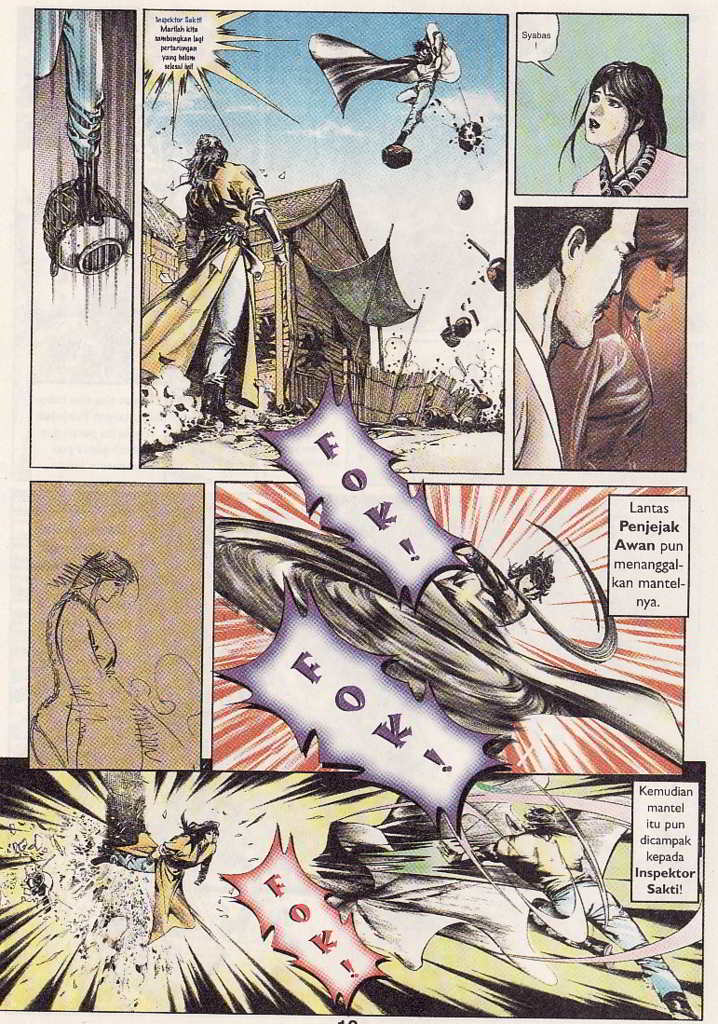 Inspektor Sakti!
Marilah kita
sambungkan lagi
pertarungan
yang belum
selesai ini!
Syabas
!
Lantas
Penjejak
Awan pun
menanggal-
kan mantel-
nya.
FOK!
FOK!
Kemudian
mantel
itu pun
dicampak
kepada
Inspektor
Sakti!
FOK!